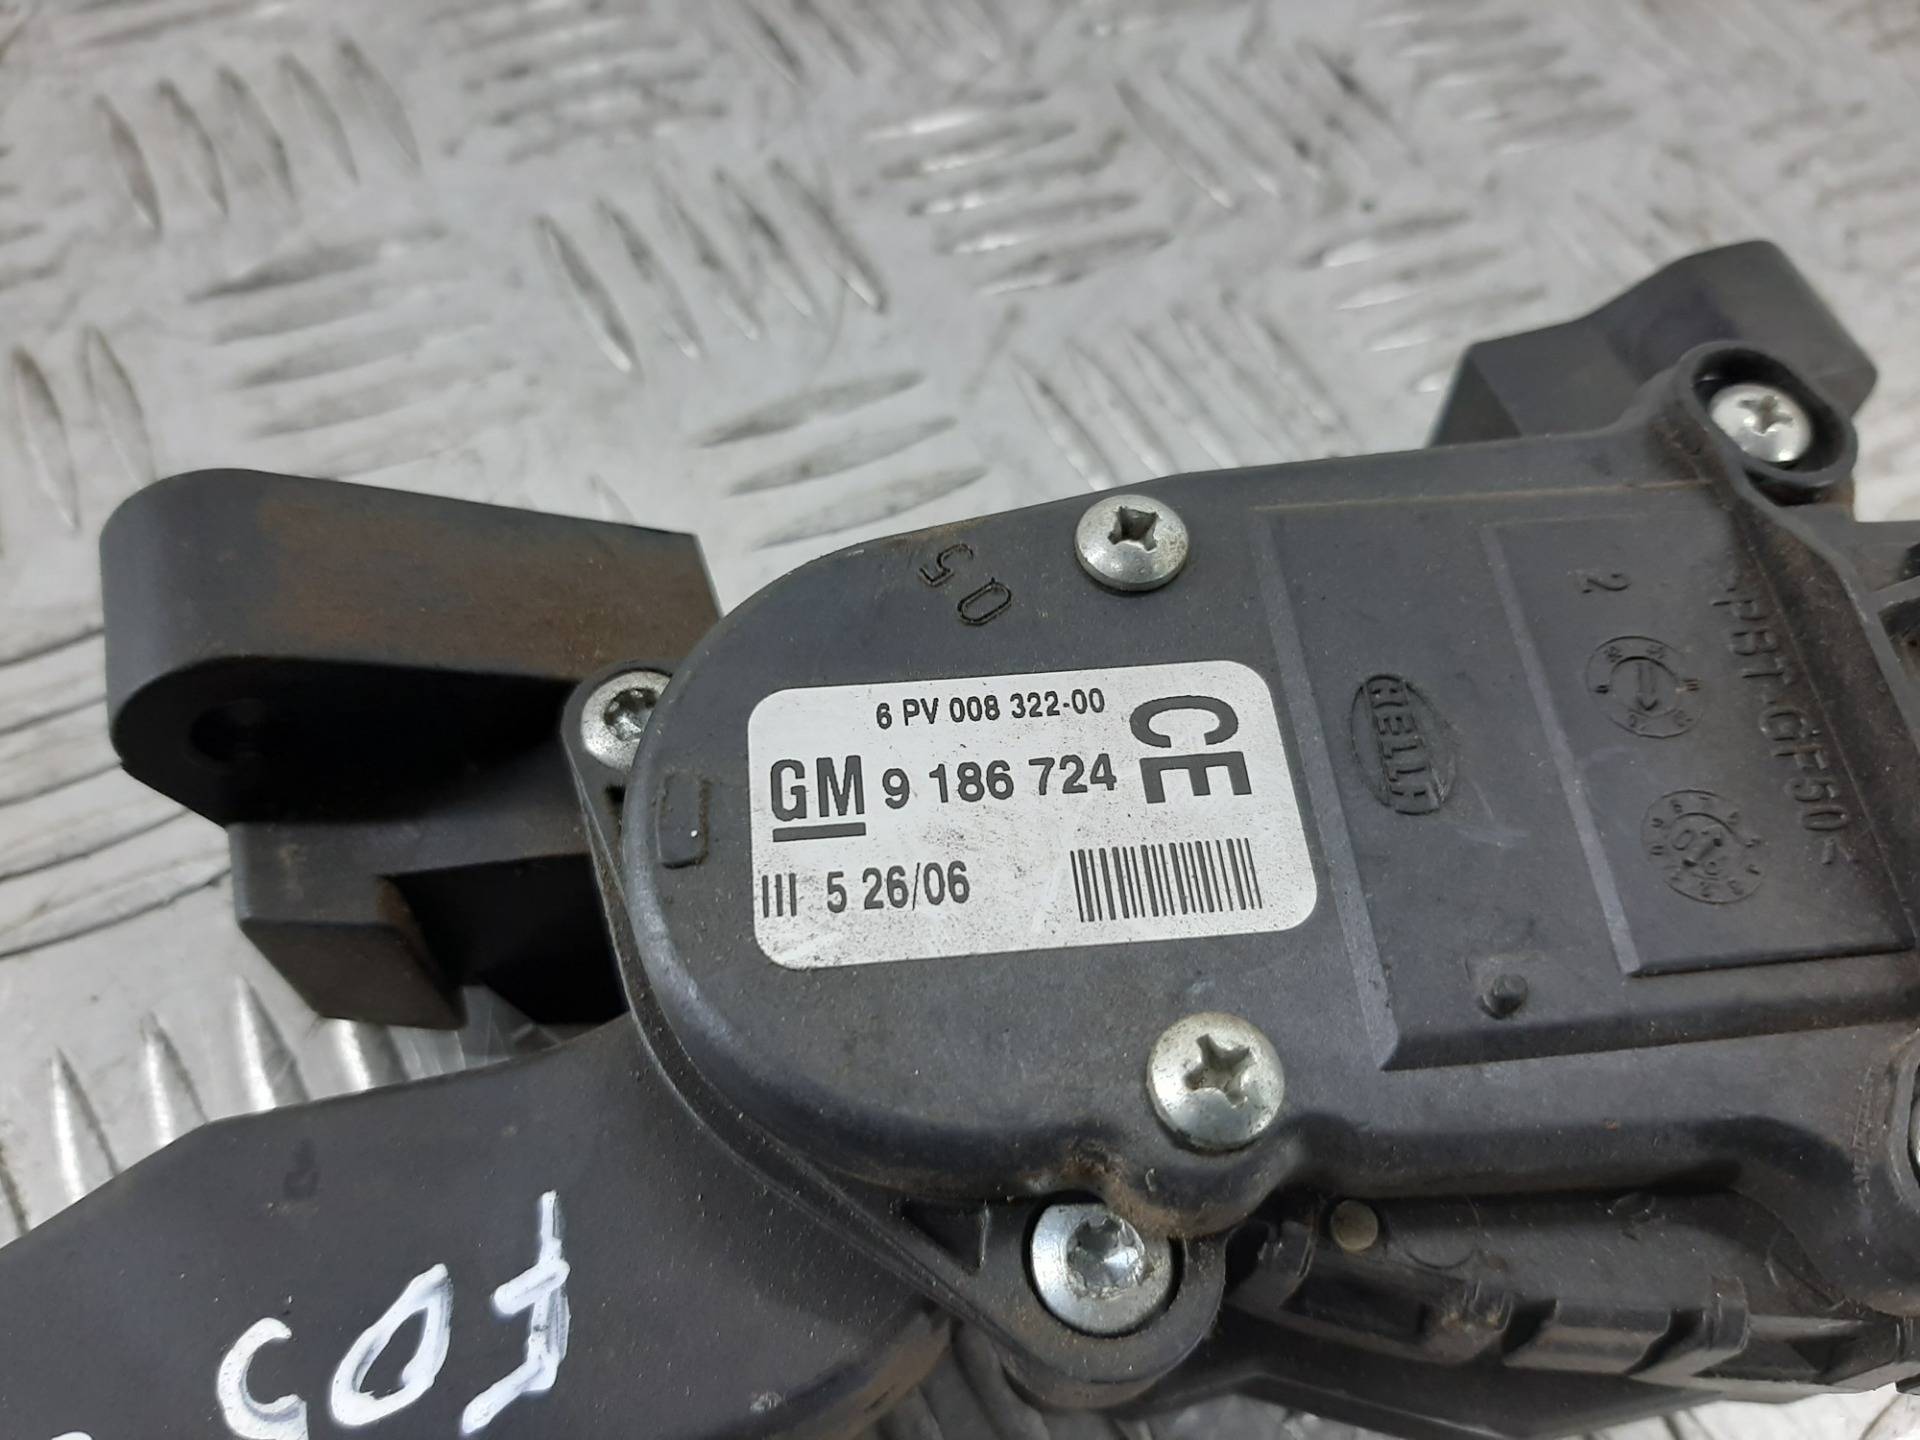 6 PV 008 322-00
GM 9 186 724 CE
III 5 26/06
05
HELLA
2
>PBT-GF50<
F05